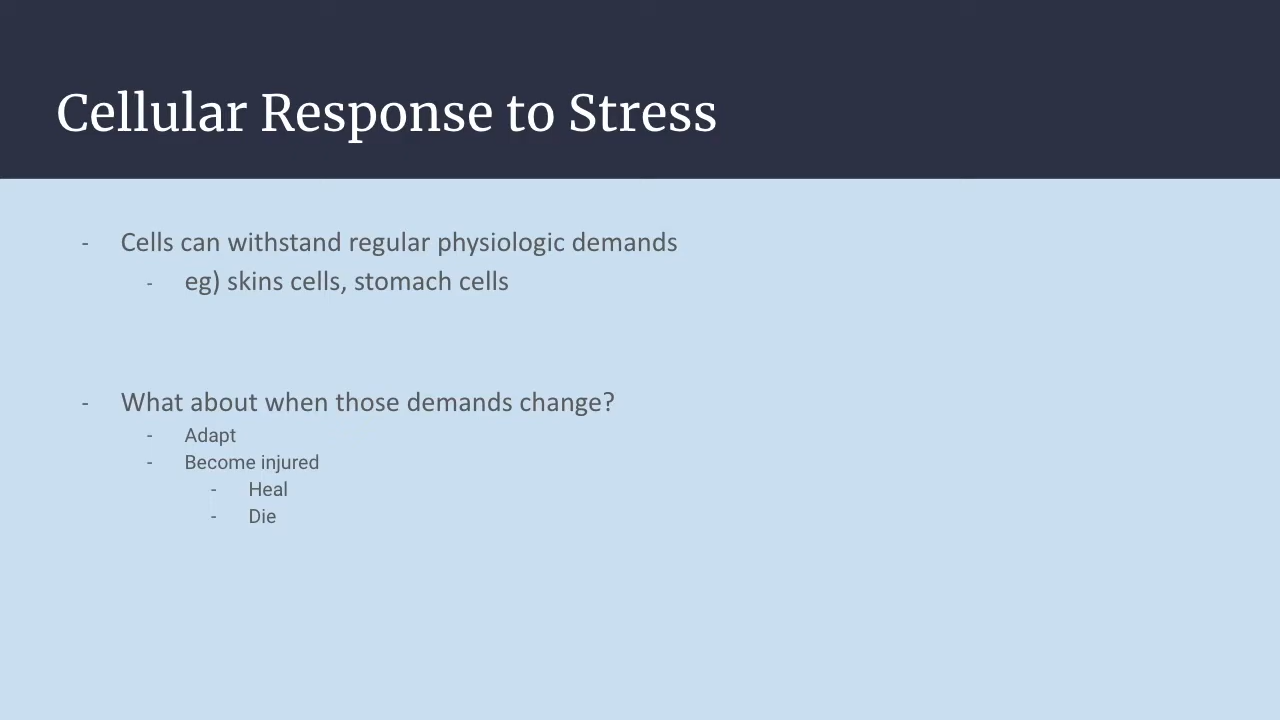 Cellular Response to Stress
- Cells can withstand regular physiologic demands
- eg) skins cells, stomach cells
- What about when those demands change?
- Adapt
- Become injured
- Heal
- Die